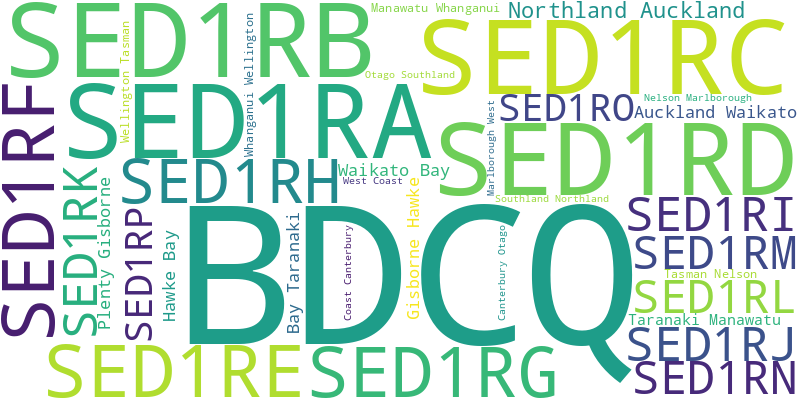 SED1RB
Manawatu Whanganui
Northland Auckland
SED1RC
Wellington Tasman
Whanganui Wellington
Otago Southland
SED1RF
SED1RA
SED1RO
Nelson Marlborough
Auckland Waikato
Marlborough West
SED1RD
SED1RH
Waikato Bay
West Coast
SED1RK
Plenty Gisborne
SED1RP
Hawke Bay
BDCQ
Bay Taranaki
Coast Canterbury
Gisborne Hawke
Canterbury Otago
Southland Northland
SED1RI
SED1RM
Tasman Nelson
SED1RL
Taranaki Manawatu
SED1RJ
SED1RE
SED1RG
SED1RN